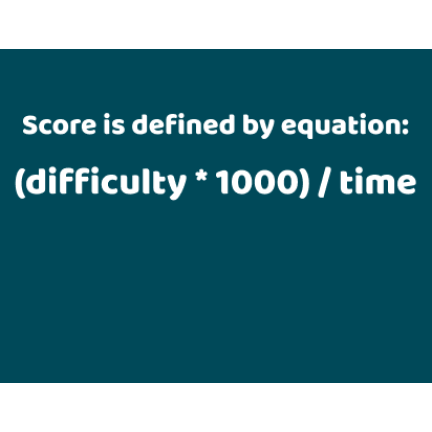 Score is defined by equation:
(difficulty * 1000) / time